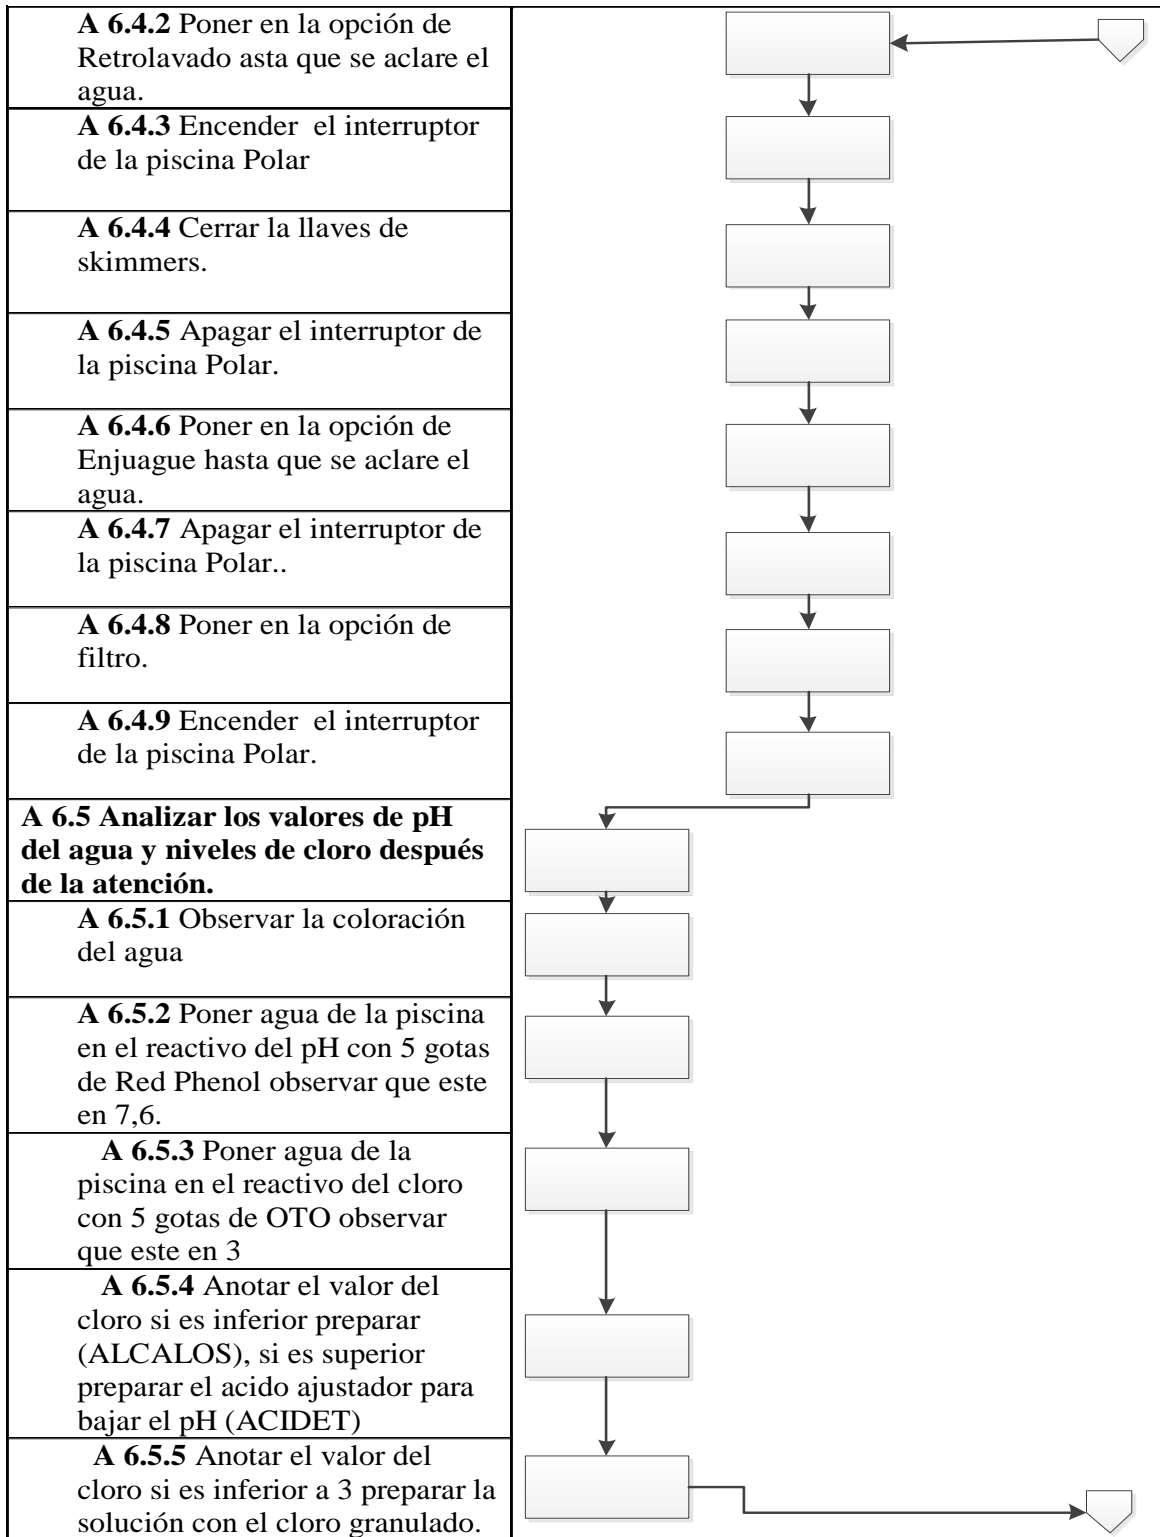 A 6.4.2 Poner en la opción de
Retrolavado asta que se aclare el
agua.
A 6.4.3 Encender  el interruptor
de la piscina Polar
A 6.4.4 Cerrar la llaves de
skimmers.
A 6.4.5 Apagar el interruptor de
la piscina Polar.
A 6.4.6 Poner en la opción de
Enjuague hasta que se aclare el
agua.
A 6.4.7 Apagar el interruptor de
la piscina Polar..
A 6.4.8 Poner en la opción de
filtro.
A 6.4.9 Encender  el interruptor
de la piscina Polar.
A 6.5 Analizar los valores de pH
del agua y niveles de cloro después
de la atención.
A 6.5.1 Observar la coloración
del agua
A 6.5.2 Poner agua de la piscina
en el reactivo del pH con 5 gotas
de Red Phenol observar que este
en 7,6.
A 6.5.3 Poner agua de la
piscina en el reactivo del cloro
con 5 gotas de OTO observar
que este en 3
A 6.5.4 Anotar el valor del
cloro si es inferior preparar
(ALCALOS), si es superior
preparar el acido ajustador para
bajar el pH (ACIDET)
A 6.5.5 Anotar el valor del
cloro si es inferior a 3 preparar la
solución con el cloro granulado.